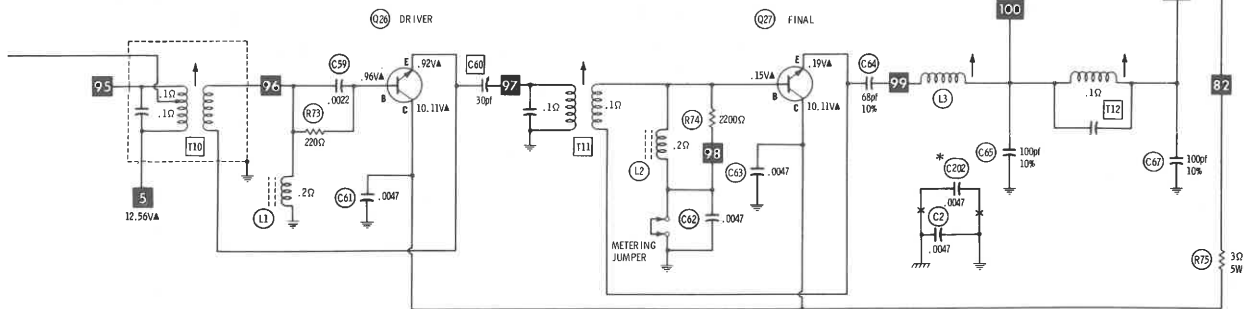 Q26 DRIVER
Q27 FINAL
100
95
.1Ω
.1Ω
T10
5
12.56V▲
96
C59
.0022
R73
220Ω
.2Ω
L1
.96V▲
.92V▲
E
B
C
10.11V▲
C61
.0047
C60
30pf
97
.1Ω
.1Ω
T11
R74
2200Ω
.2Ω
98
L2
C62
.0047
METERING
JUMPER
.15V▲
.19V▲
E
B
C
10.11V▲
C63
.0047
C64
68pf
10%
99
L3
C65
100pf
10%
*
C202
.0047
C2
.0047
.1Ω
T12
C67
100pf
10%
82
R75
3Ω
5W